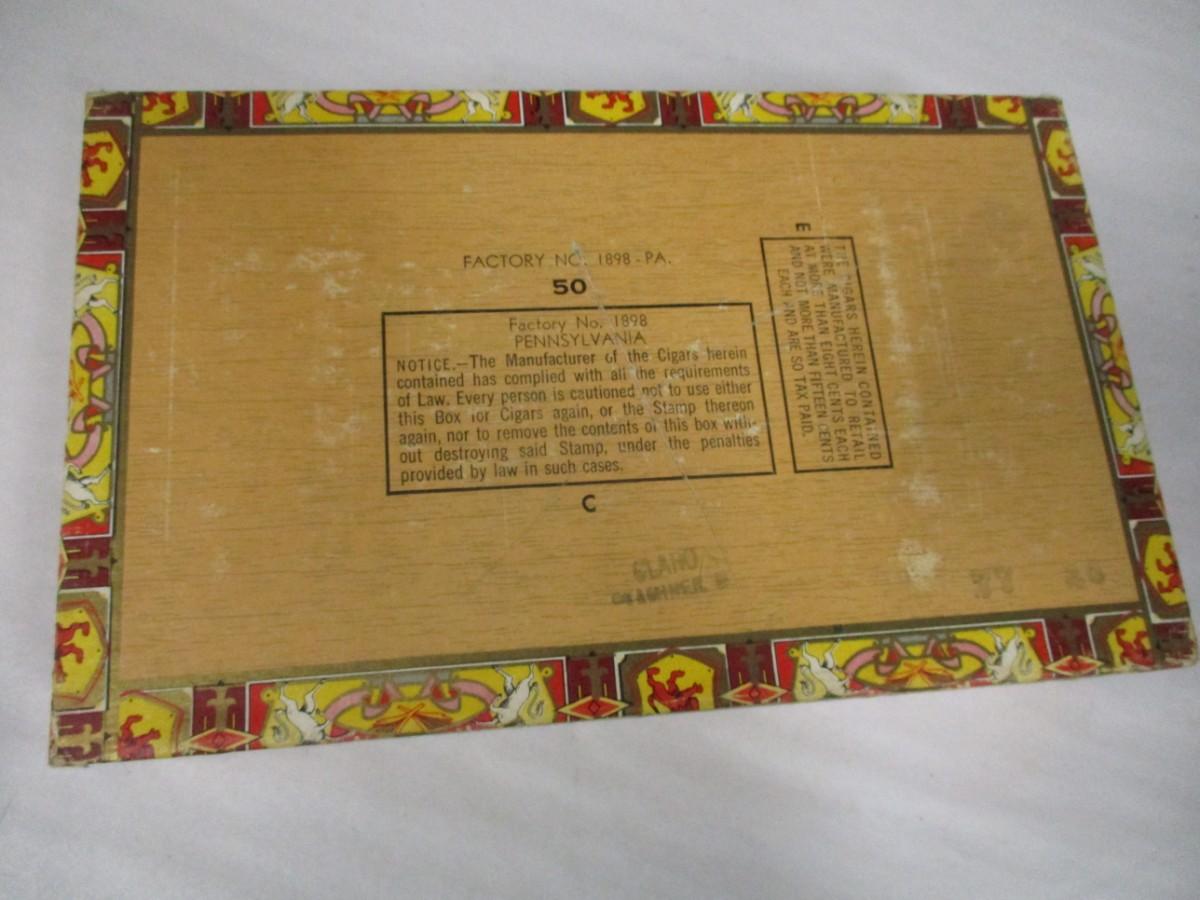 FACTORY NO. 1898 - PA.
50
Factory No. 1898
PENNSYLVANIA
NOTICE.—The Manufacturer of the Cigars herein
contained has complied with all the requirements
of Law. Every person is cautioned not to use either
this Box for Cigars again, or the Stamp thereon
again, nor to remove the contents of this box with-
out destroying said Stamp, under the penalties
provided by law in such cases.
C
E
THE CIGARS HEREIN CONTAINED
WERE MANUFACTURED TO RETAIL
AT MORE THAN EIGHT CENTS EACH
AND NOT MORE THAN FIFTEEN CENTS
EACH AND ARE SO TAX PAID.